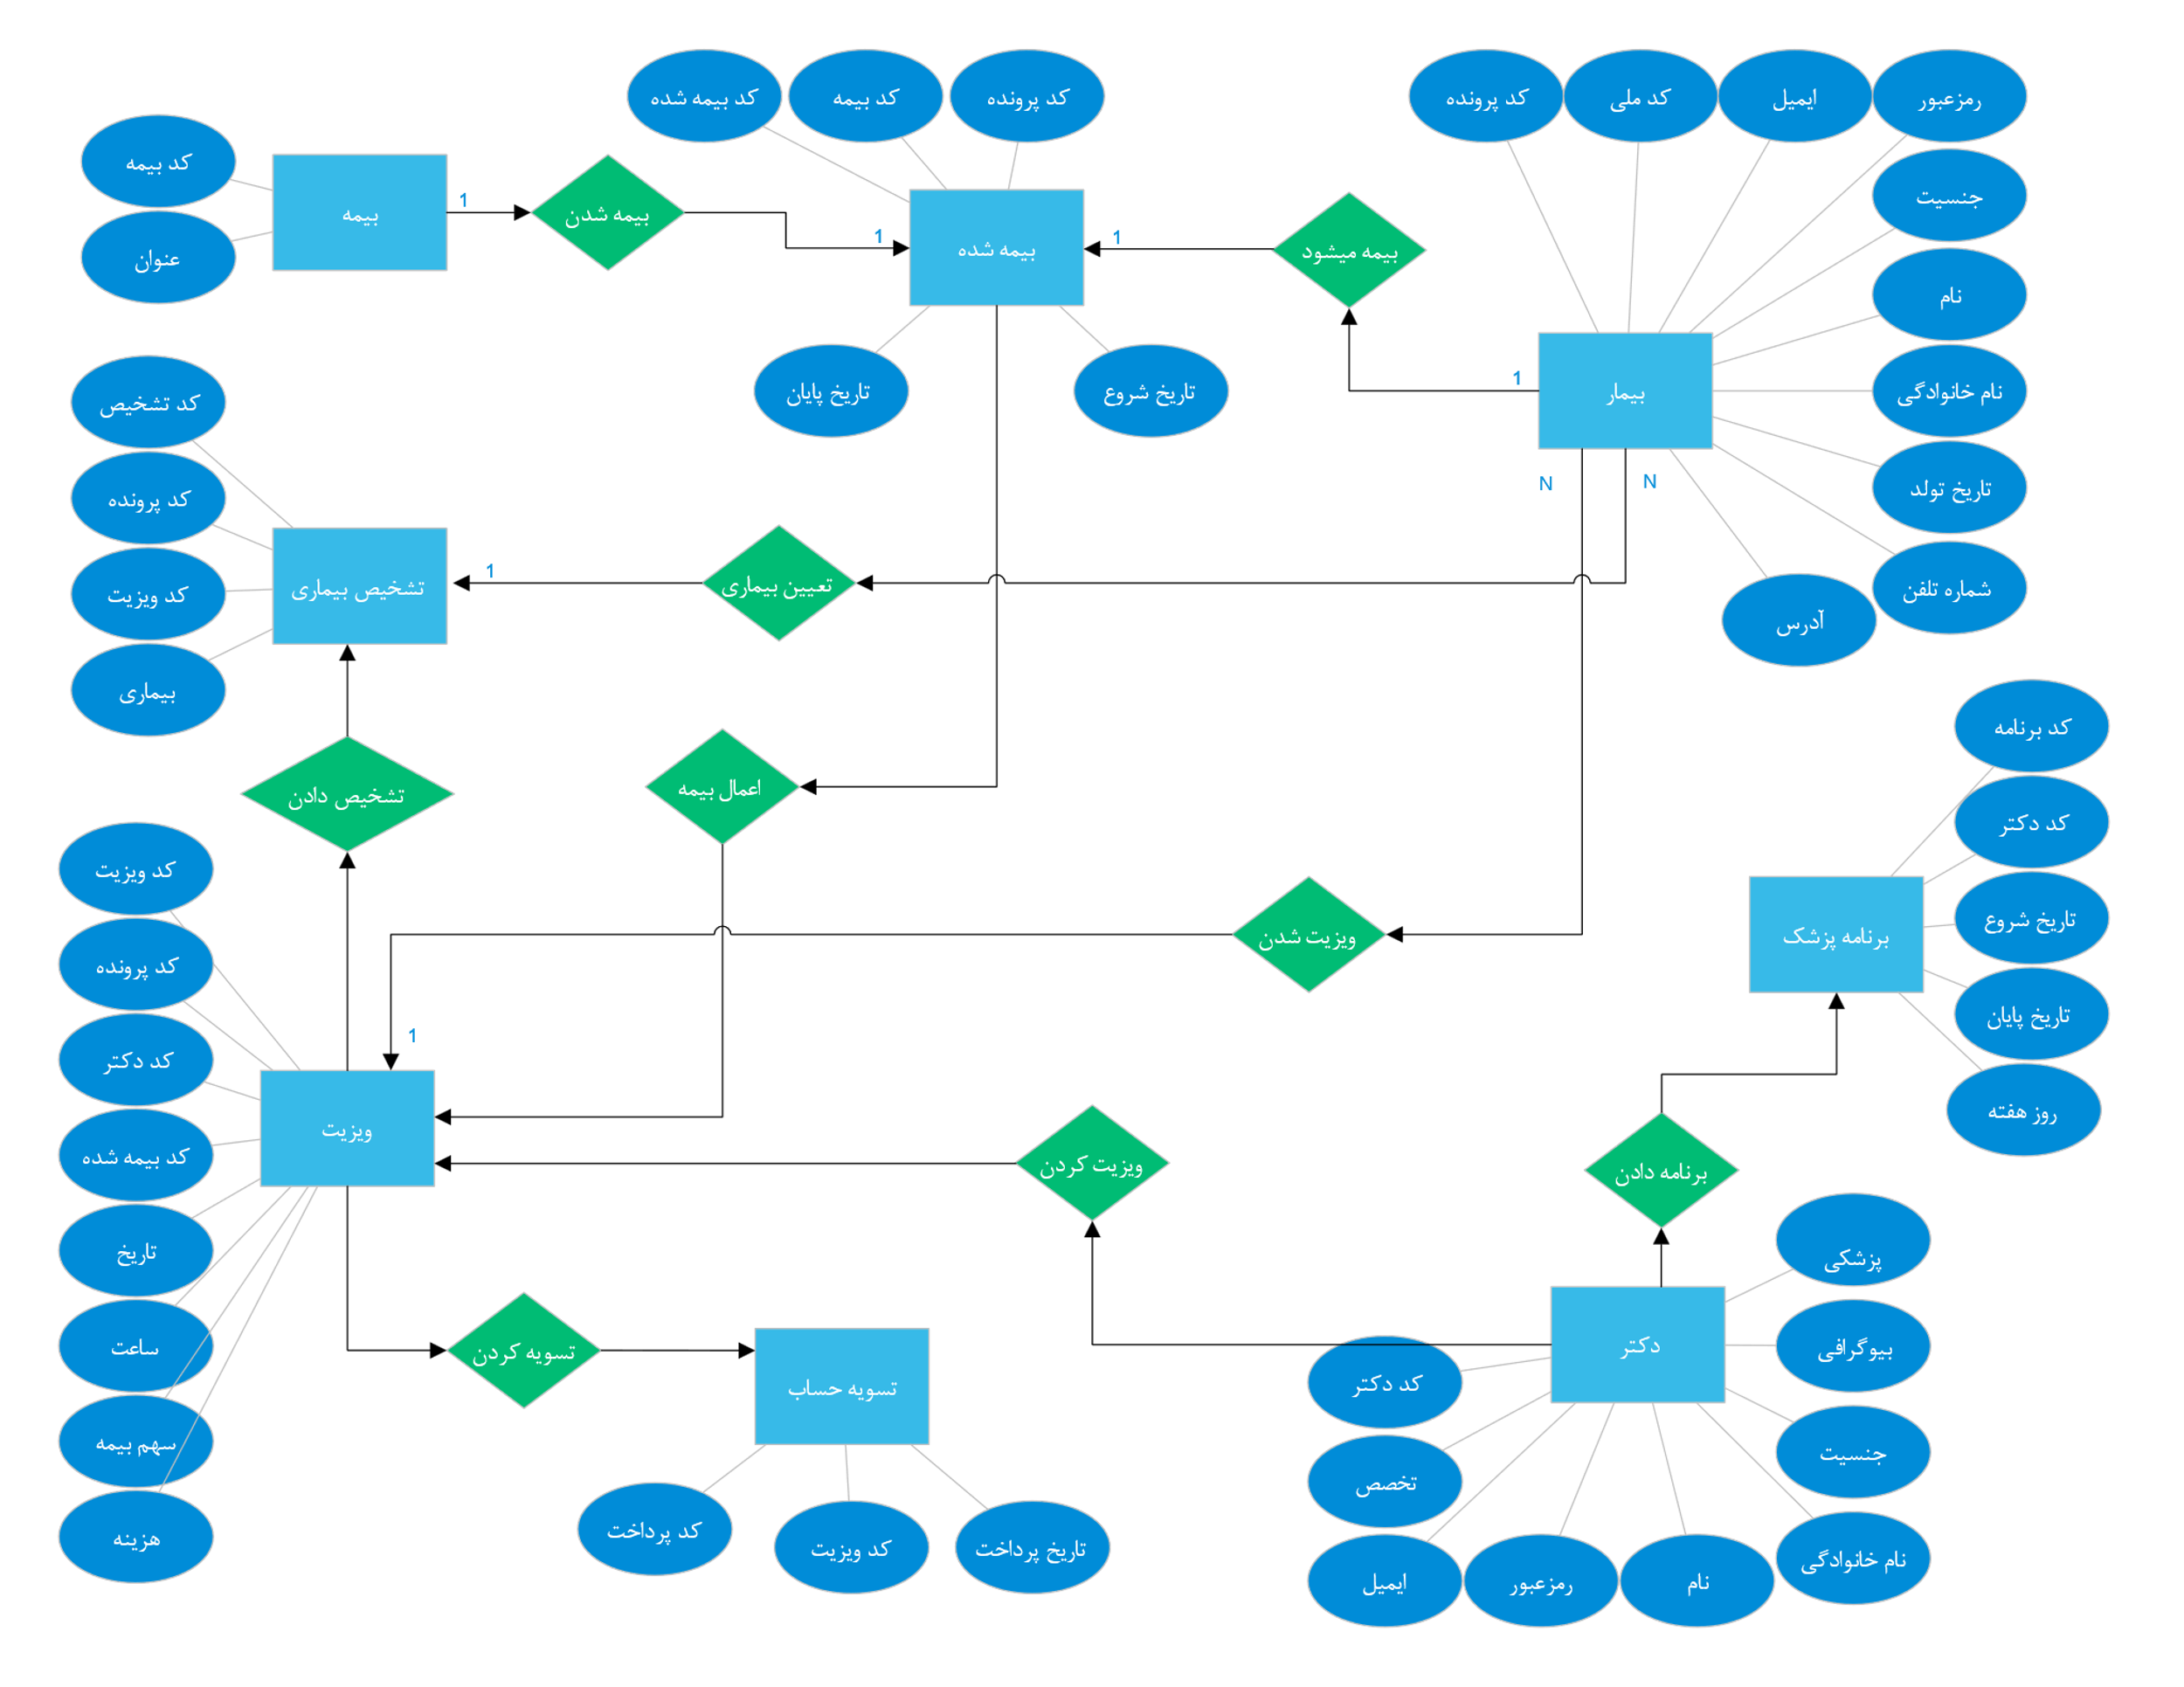 کد بیمه شده
کد بیمه
کد پرونده
کد پرونده
کد ملی
ایمیل
رمزعبور
کد بیمه
عنوان
بیمه
1
بیمه شدن
1
بیمه شده
1
بیمه میشود
جنسیت
نام
1
بیمار
نام خانوادگی
تاریخ پایان
تاریخ شروع
تاریخ تولد
شماره تلفن
آدرس
N
N
کد تشخیص
کد پرونده
کد ویزیت
بیماری
تشخیص بیماری
1
تعیین بیماری
تشخیص دادن
اعمال بیمه
ویزیت شدن
کد برنامه
کد دکتر
تاریخ شروع
تاریخ پایان
روز هفته
برنامه پزشک
کد ویزیت
کد پرونده
کد دکتر
کد بیمه شده
تاریخ
ساعت
سهم بیمه
هزینه
1
ویزیت
ویزیت کردن
برنامه دادن
تسویه کردن
تسویه حساب
کد پرداخت
کد ویزیت
تاریخ پرداخت
دکتر
پزشکی
بیوگرافی
جنسیت
نام خانوادگی
کد دکتر
تخصص
ایمیل
رمزعبور
نام